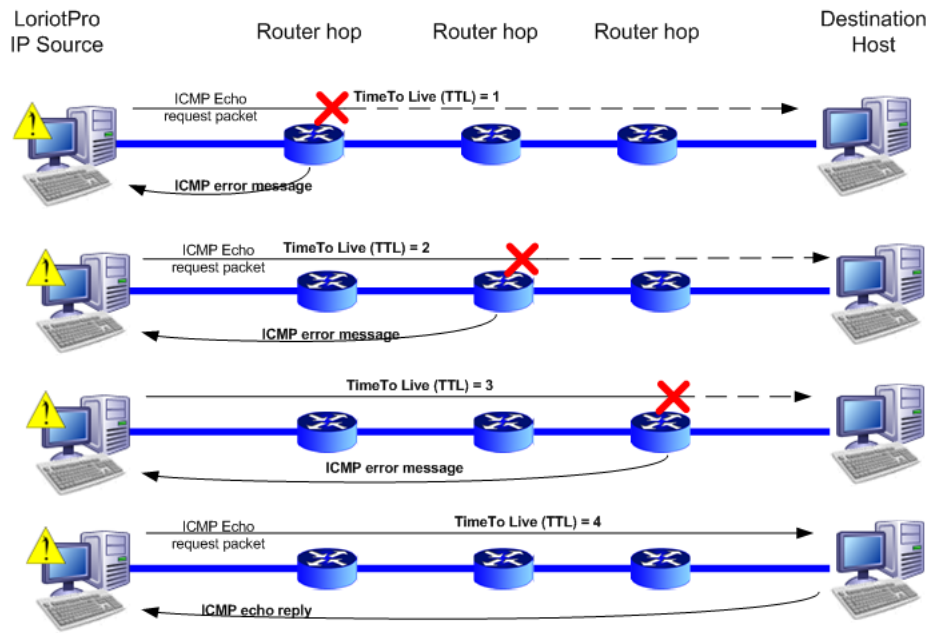 LoriotPro
IP Source
Router hop
Router hop
Router hop
Destination
Host
ICMP Echo
request packet
TimeTo Live (TTL) = 1
ICMP error message
ICMP Echo
request packet
TimeTo Live (TTL) = 2
ICMP error message
TimeTo Live (TTL) = 3
ICMP error message
ICMP Echo
request packet
TimeTo Live (TTL) = 4
ICMP echo reply